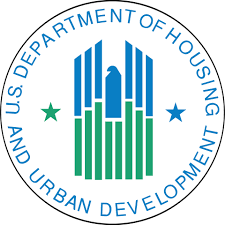 U.S. DEPARTMENT OF HOUSING
AND URBAN DEVELOPMENT